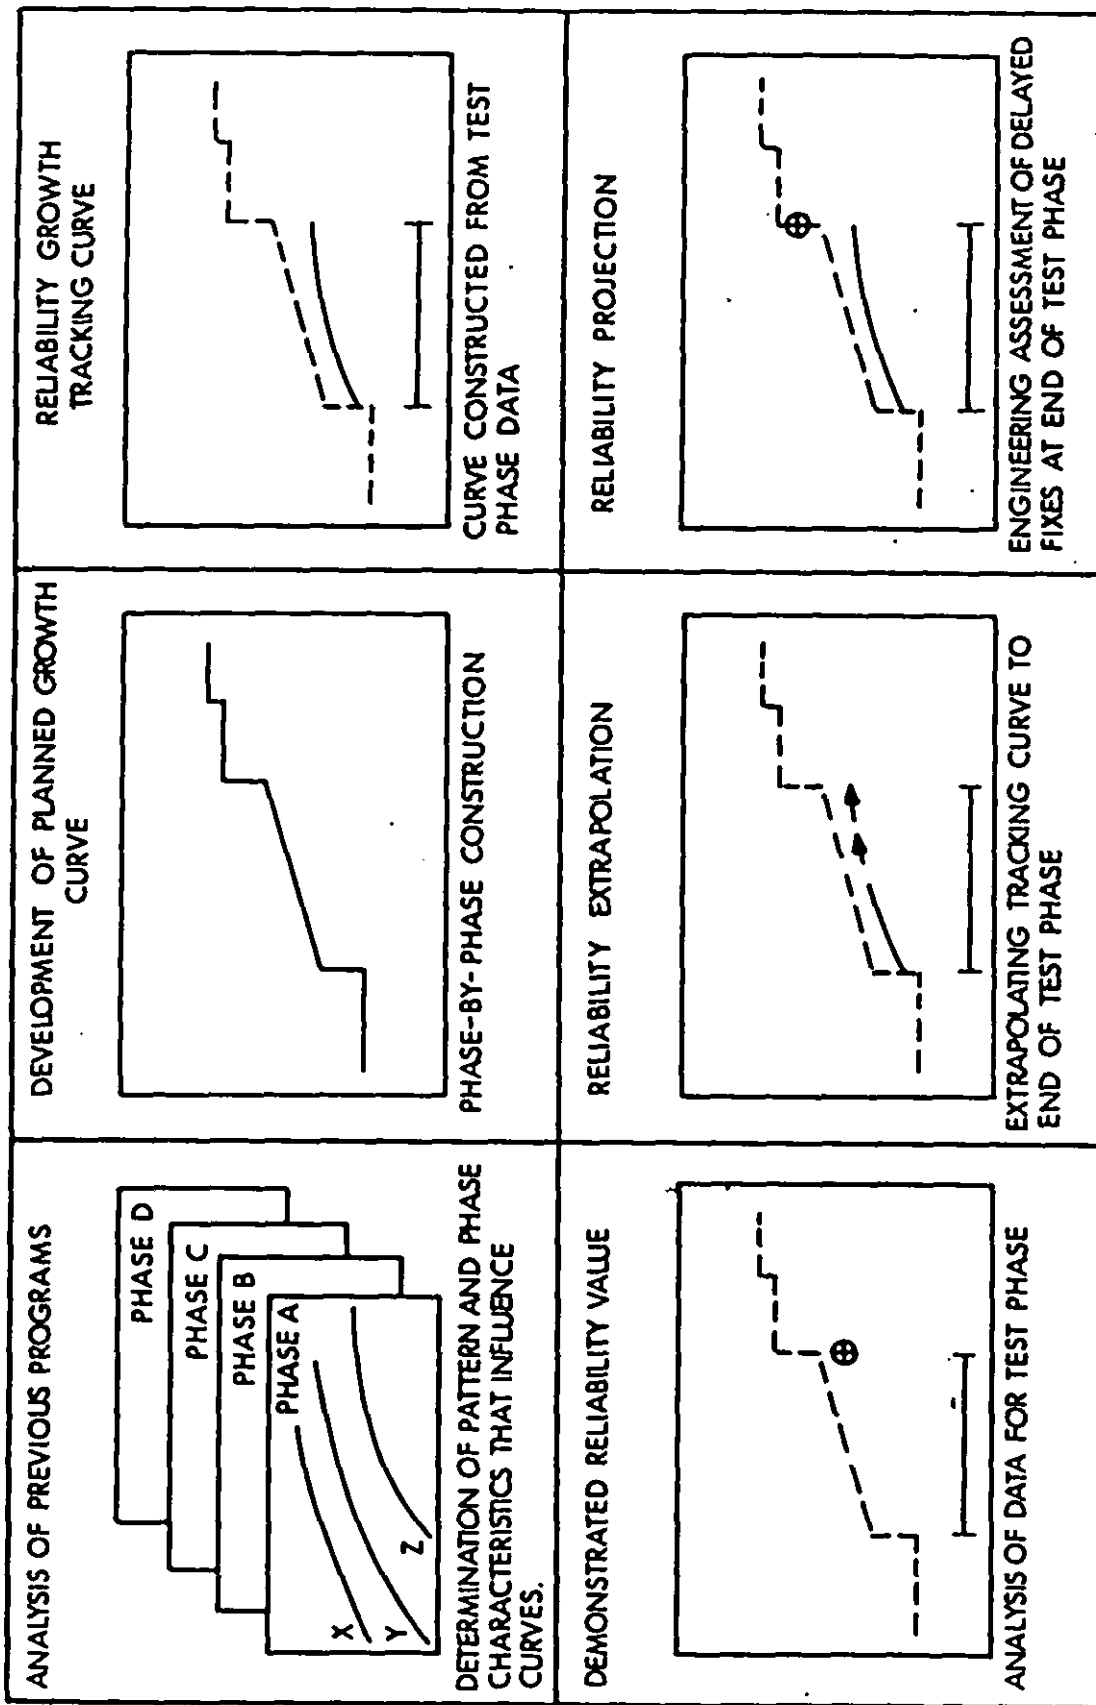 ANALYSIS OF PREVIOUS PROGRAMS
PHASE D
PHASE C
PHASE B
PHASE A
X
Y
Z
DETERMINATION OF PATTERN AND PHASE
CHARACTERISTICS THAT INFLUENCE
CURVES.
DEVELOPMENT OF PLANNED GROWTH
CURVE
PHASE-BY-PHASE CONSTRUCTION
RELIABILITY GROWTH
TRACKING CURVE
CURVE CONSTRUCTED FROM TEST
PHASE DATA
DEMONSTRATED RELIABILITY VALUE
ANALYSIS OF DATA FOR TEST PHASE
RELIABILITY EXTRAPOLATION
EXTRAPOLATING TRACKING CURVE TO
END OF TEST PHASE
RELIABILITY PROJECTION
ENGINEERING ASSESSMENT OF DELAYED
FIXES AT END OF TEST PHASE